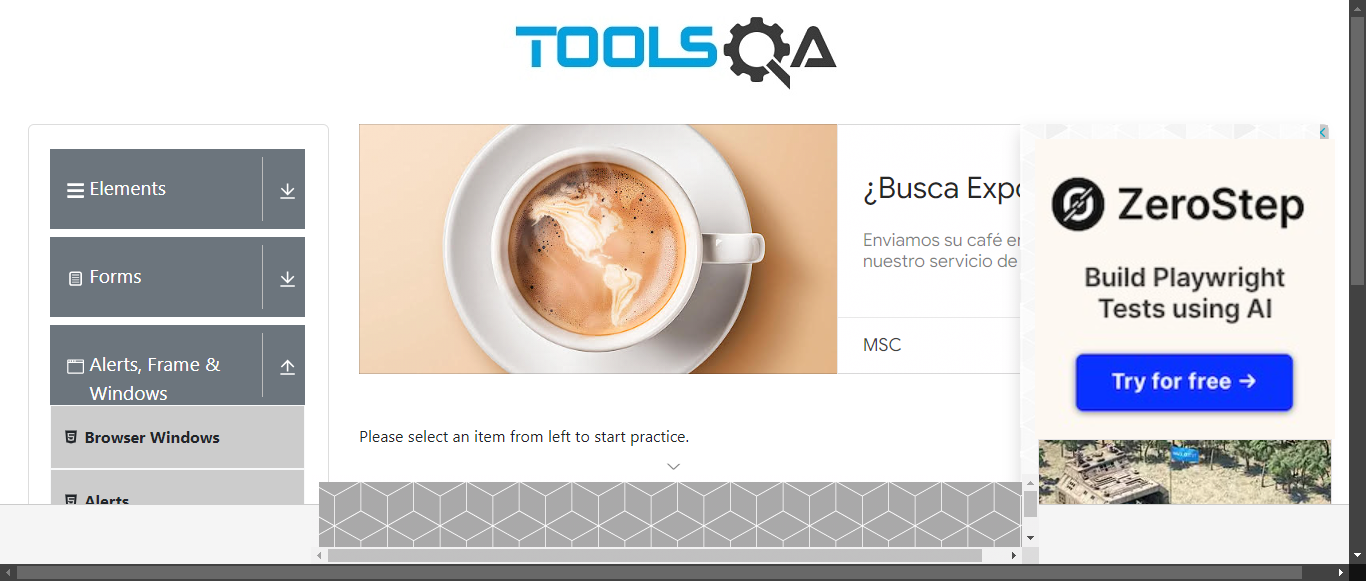 TOOLSQA
Elements
Forms
Alerts, Frame &
Windows
Browser Windows
Alerts
¿Busca Expo
Enviamos su café en
nuestro servicio de
MSC
Please select an item from left to start practice.
ZeroStep
Build Playwright
Tests using AI
Try for free →